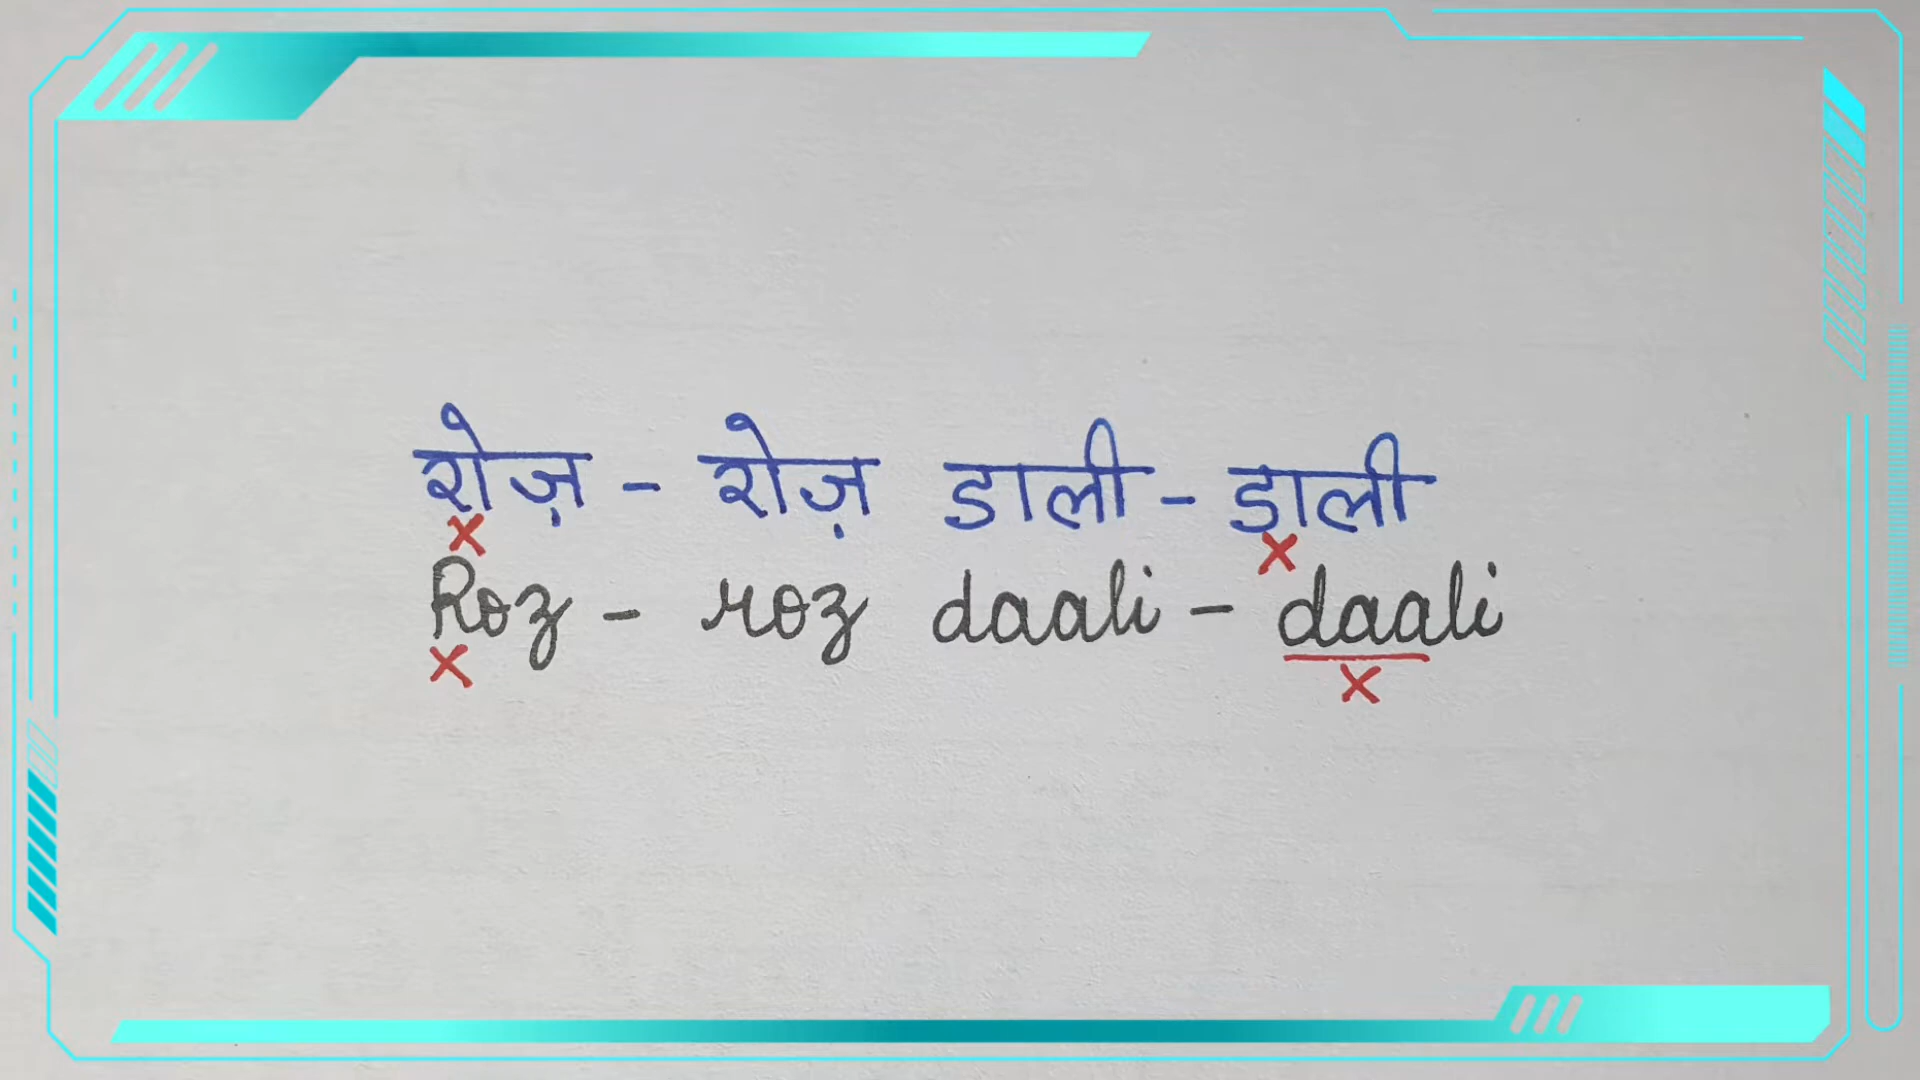 रोज़ - रोज़ डाली - डाली
x x
Roz - roz daali - daali
x x